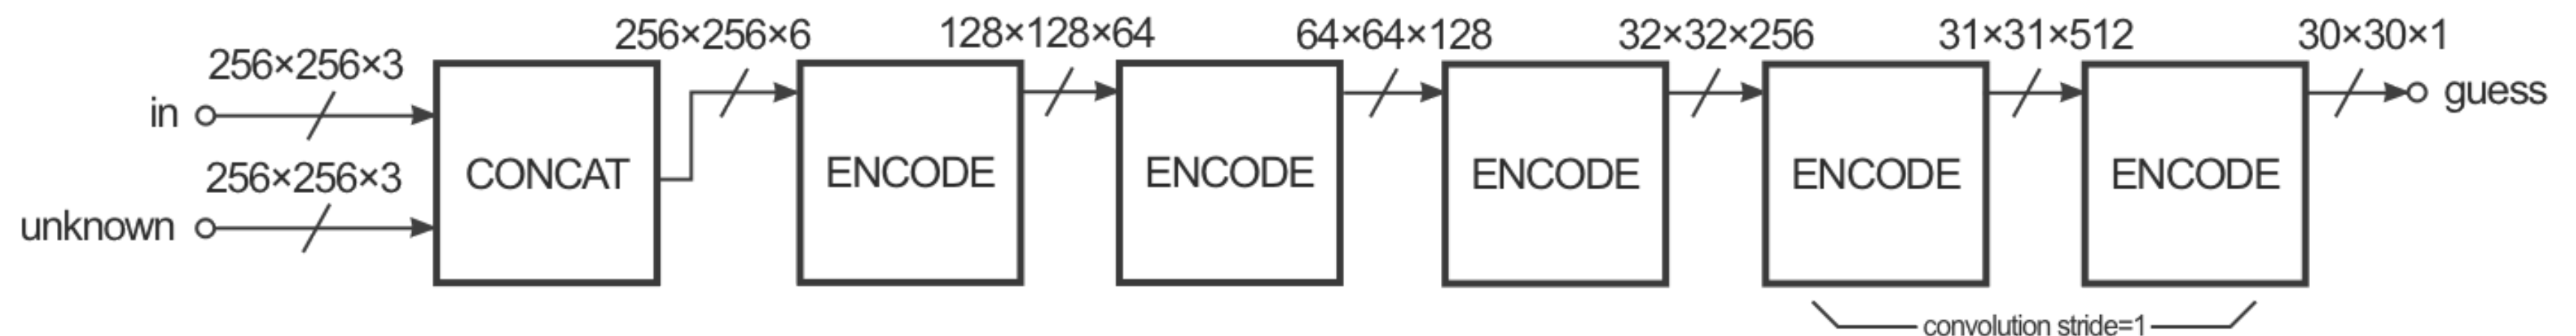 256×256×3
in
256×256×3
unknown
CONCAT
256×256×6
ENCODE
128×128×64
ENCODE
64×64×128
ENCODE
32×32×256
ENCODE
31×31×512
ENCODE
30×30×1
guess
convolution stride=1